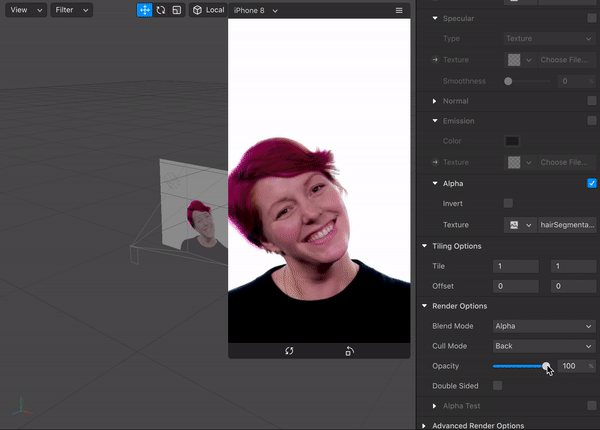 View
Filter
Local
iPhone 8
Specular
Type
Texture
Texture
Choose File...
Smoothness
0
Normal
Emission
Color
Texture
Choose File...
Alpha
Invert
Texture
hairSegmenta...
Tiling Options
Tile
1
1
Offset
0
0
Render Options
Blend Mode
Alpha
Cull Mode
Back
Opacity
100
%
Double Sided
Alpha Test
Advanced Render Options